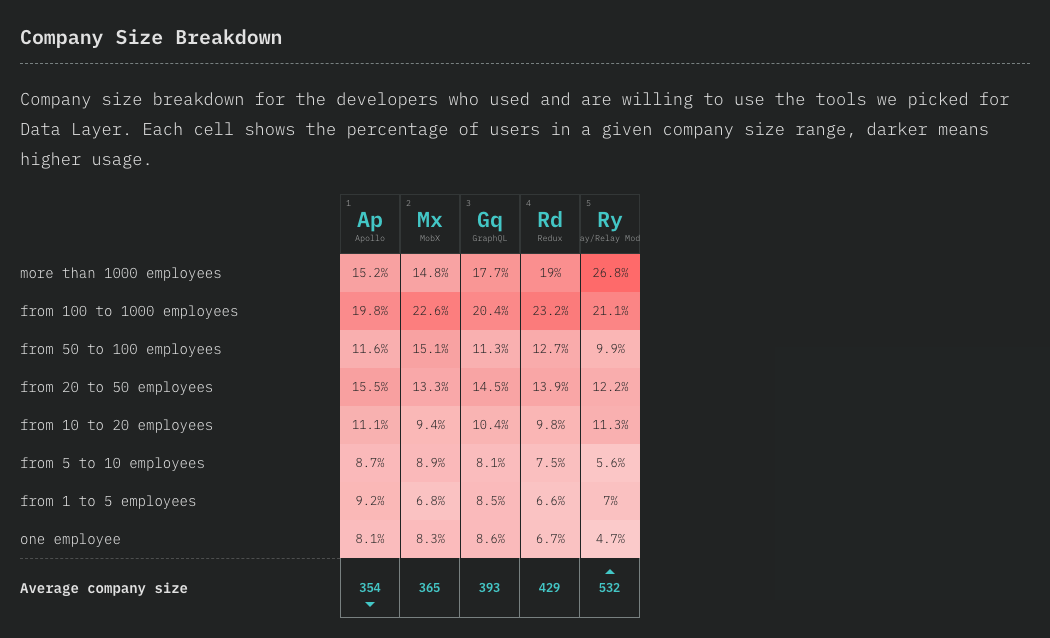 Company Size Breakdown
Company size breakdown for the developers who used and are willing to use the tools we picked for
Data Layer. Each cell shows the percentage of users in a given company size range, darker means
higher usage.
1 2 3 4 5
Ap Mx Gq Rd Ry
Apollo MobX GraphQL Redux ay/Relay Mod
more than 1000 employees 15.2% 14.8% 17.7% 19% 26.8%
from 100 to 1000 employees 19.8% 22.6% 20.4% 23.2% 21.1%
from 50 to 100 employees 11.6% 15.1% 11.3% 12.7% 9.9%
from 20 to 50 employees 15.5% 13.3% 14.5% 13.9% 12.2%
from 10 to 20 employees 11.1% 9.4% 10.4% 9.8% 11.3%
from 5 to 10 employees 8.7% 8.9% 8.1% 7.5% 5.6%
from 1 to 5 employees 9.2% 6.8% 8.5% 6.6% 7%
one employee 8.1% 8.3% 8.6% 6.7% 4.7%
Average company size 354 365 393 429 532